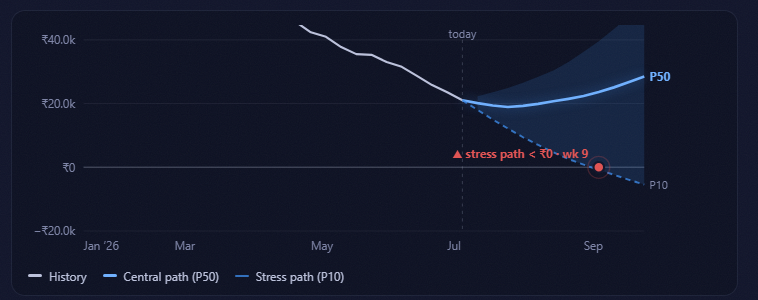 ₹40.0k
today
P50
₹20.0k
▲ stress path < ₹0 · wk 9
₹0
P10
−₹20.0k
Jan '26 Mar May Jul Sep
History Central path (P50) Stress path (P10)